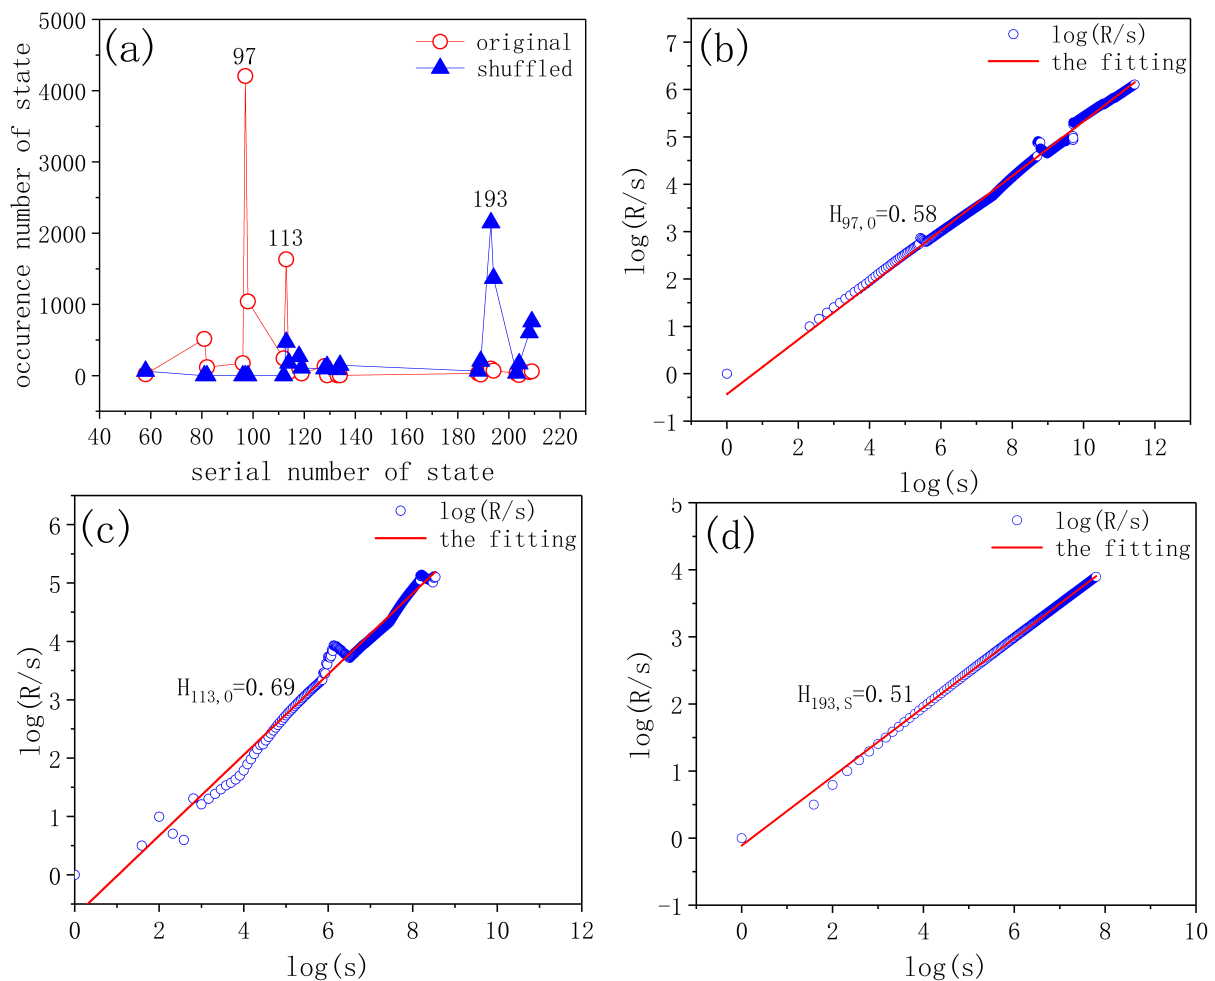 (a)
original
shuffled
97
113
193
5000
4000
3000
2000
1000
0
occurence number of state
40 60 80 100 120 140 160 180 200 220
serial number of state
(b)
log(R/s)
the fitting
H97,O=0.58
7
6
5
4
3
2
1
0
-1
log(R/s)
0 2 4 6 8 10 12
log(s)
(c)
log(R/s)
the fitting
H113,O=0.69
6
5
4
3
2
1
0
log(R/s)
0 2 4 6 8 10 12
log(s)
(d)
log(R/s)
the fitting
H193,S=0.51
5
4
3
2
1
0
-1
log(R/s)
0 2 4 6 8 10
log(s)